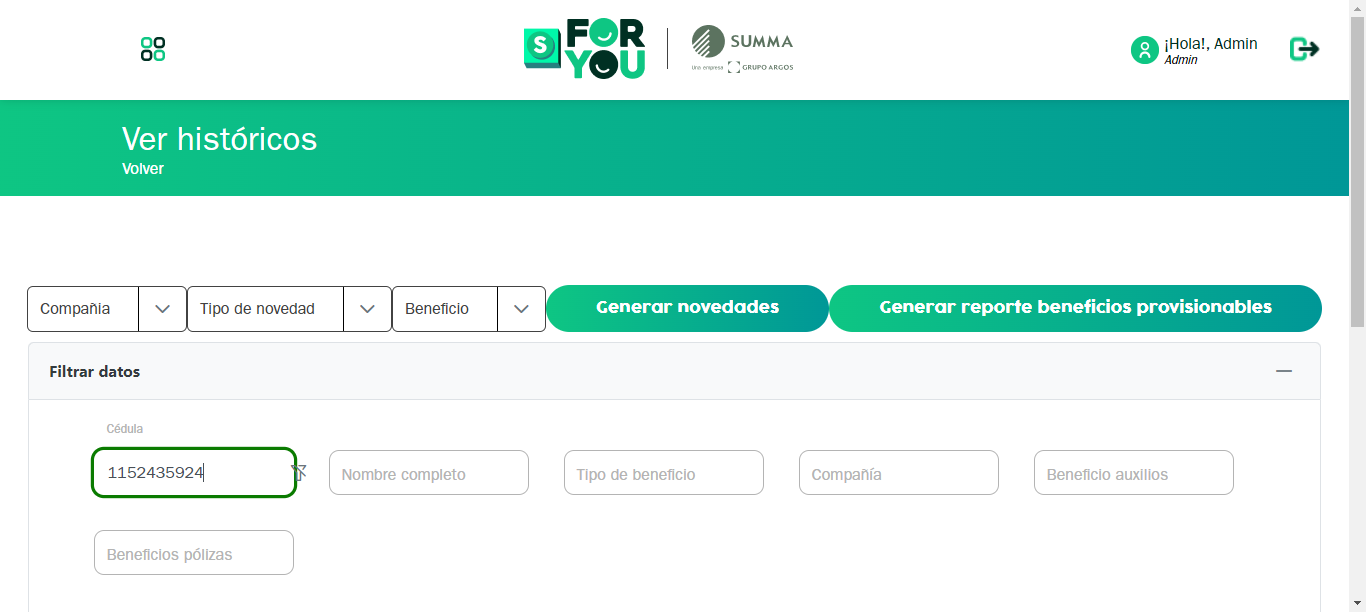 S FOR YOU
SUMMA
Una empresa GRUPO ARGOS
¡Hola!, Admin
Admin
Ver históricos
Volver
Compañia
Tipo de novedad
Beneficio
Generar novedades
Generar reporte beneficios provisionables
Filtrar datos
Cédula
1152435924
Nombre completo
Tipo de beneficio
Compañía
Beneficio auxilios
Beneficios pólizas